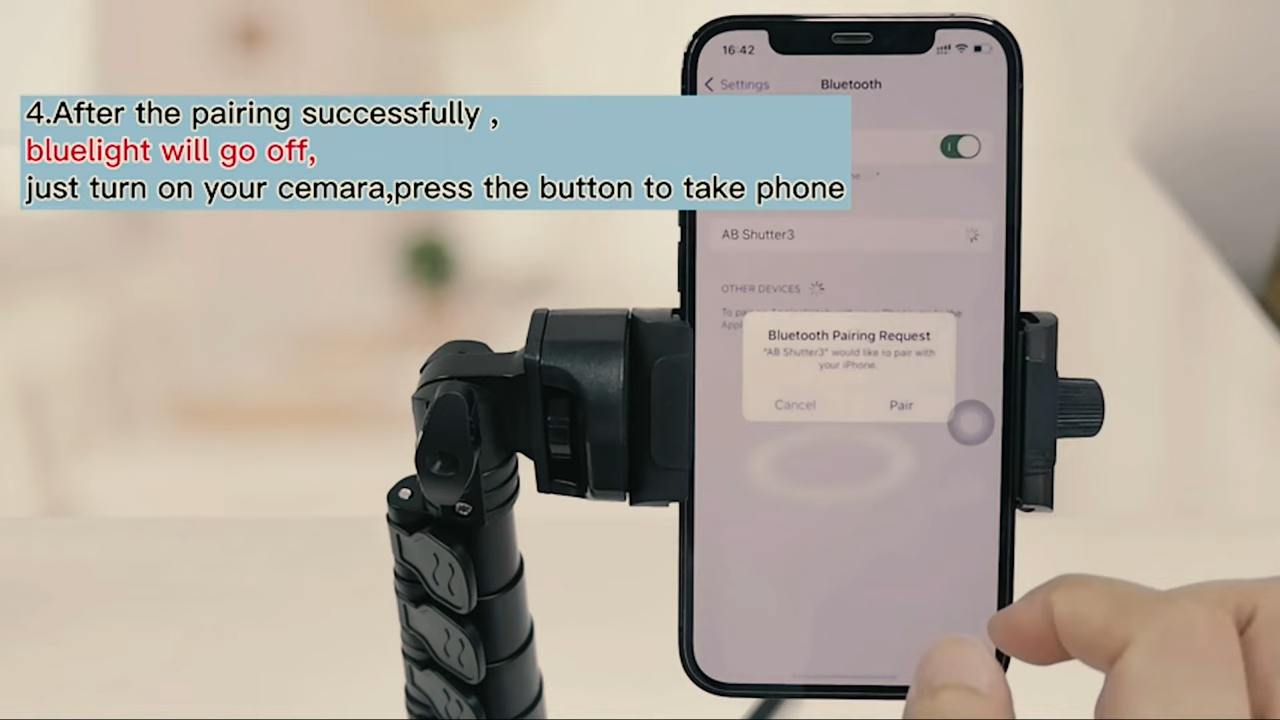 16:42
Settings
Bluetooth
4.After the pairing successfully ,
bluelight will go off,
just turn on your cemara,press the button to take phone
AB Shutter3
OTHER DEVICES
Bluetooth Pairing Request
"AB Shutter3" would like to pair with
your iPhone.
Cancel Pair